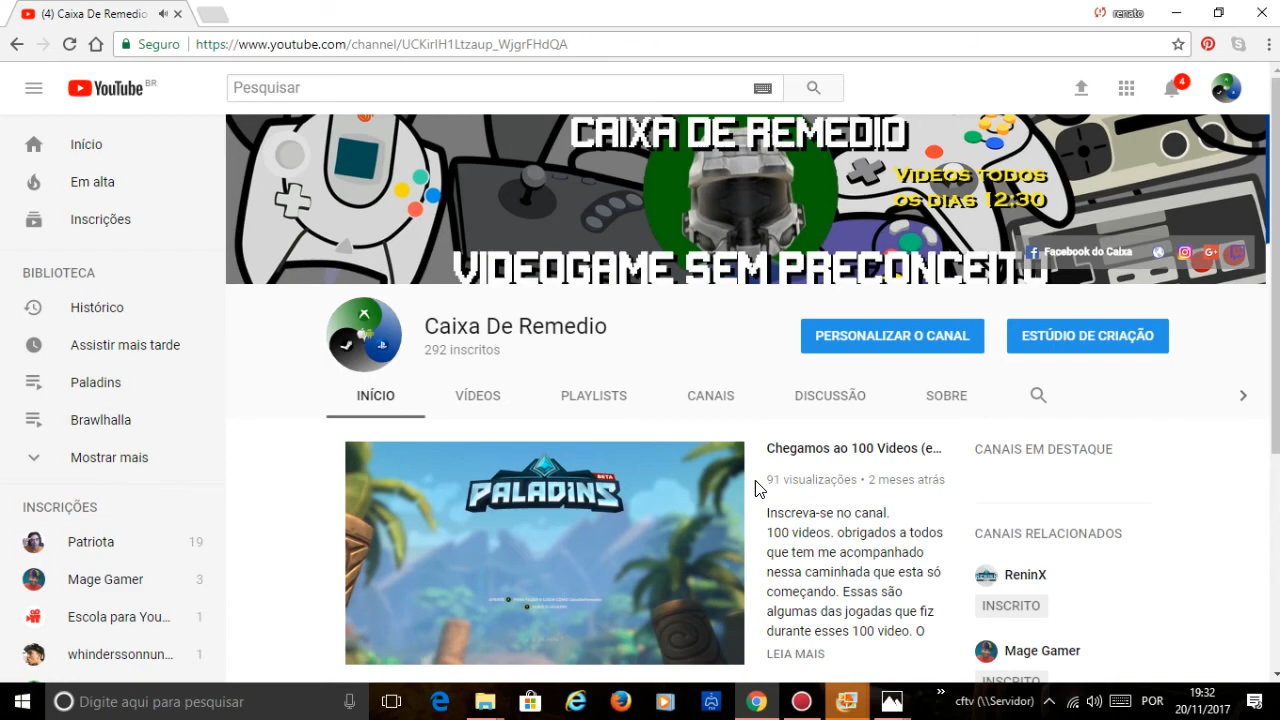 (4) Caixa De Remedio
renato
Seguro
https://www.youtube.com/channel/UCKirIH1Ltzaup_WjgrFHdQA
YouTube BR
Pesquisar
4
Início
Em alta
Inscrições
BIBLIOTECA
Histórico
Assistir mais tarde
Paladins
Brawlhalla
Mostrar mais
INSCRIÇÕES
Patriota 19
Mage Gamer 3
Escola para You... 1
whinderssonnun... 1
CAIXA DE REMEDIO
VIDEOS TODOS
OS DIAS 12:30
Facebook do Caixa
VIDEOGAME SEM PRECONCEITO
Caixa De Remedio
292 inscritos
PERSONALIZAR O CANAL
ESTÚDIO DE CRIAÇÃO
INÍCIO
VÍDEOS
PLAYLISTS
CANAIS
DISCUSSÃO
SOBRE
PALADINS
BETA
Chegamos ao 100 Videos (e...
91 visualizações • 2 meses atrás
Inscreva-se no canal.
100 videos. obrigados a todos
que tem me acompanhado
nessa caminhada que esta só
começando. Essas são
algumas das jogadas que fiz
durante esses 100 video. O
LEIA MAIS
CANAIS EM DESTAQUE
CANAIS RELACIONADOS
ReninX
INSCRITO
Mage Gamer
INSCRITO
Digite aqui para pesquisar
cftv (\\Servidor)
POR
19:32
20/11/2017